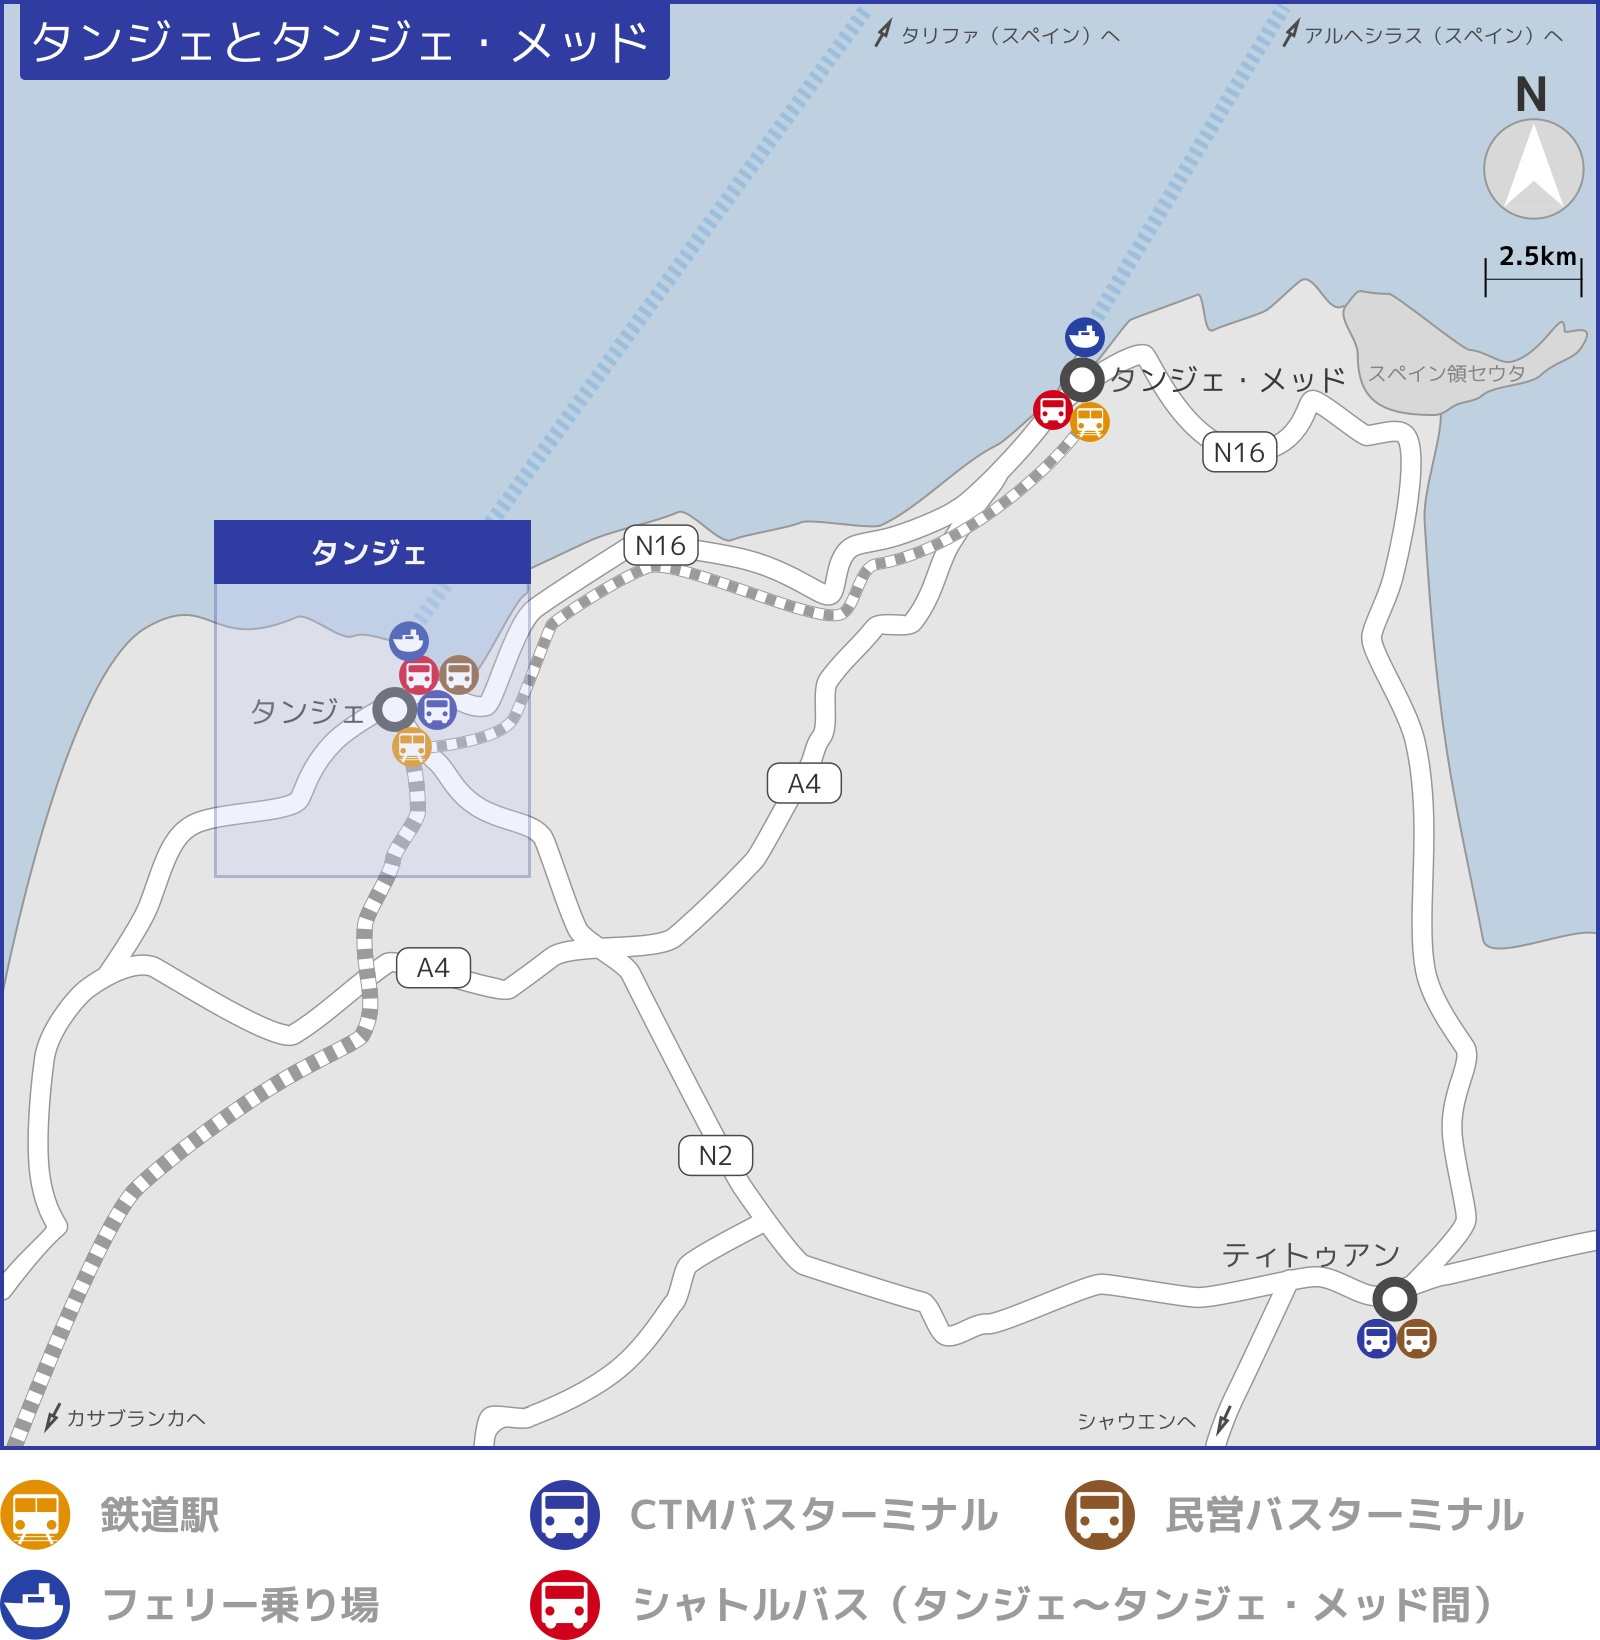 タンジェとタンジェ・メッド
タリファ（スペイン）へ
アルヘシラス（スペイン）へ
N
2.5km
タンジェ・メッド
スペイン領セウタ
N16
N16
タンジェ
タンジェ
A4
A4
N2
ティトゥアン
カサブランカへ
シャウエンへ
鉄道駅
CTMバスターミナル
民営バスターミナル
フェリー乗り場
シャトルバス（タンジェ～タンジェ・メッド間）